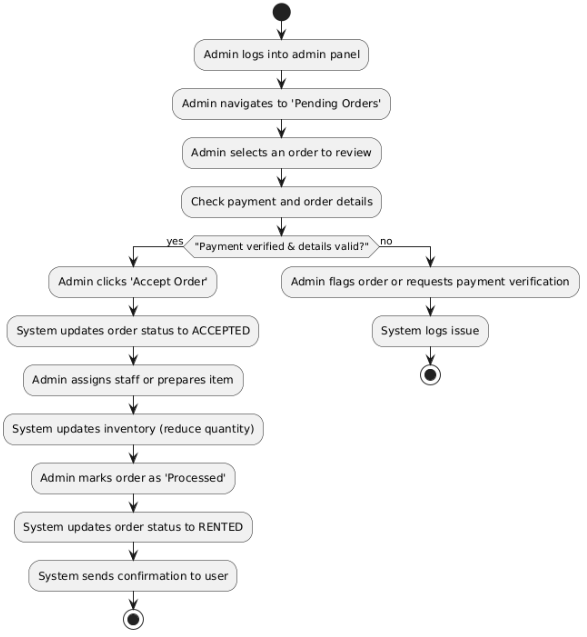 Admin logs into admin panel
Admin navigates to 'Pending Orders'
Admin selects an order to review
Check payment and order details
yes
"Payment verified & details valid?"
no
Admin clicks 'Accept Order'
Admin flags order or requests payment verification
System updates order status to ACCEPTED
System logs issue
Admin assigns staff or prepares item
System updates inventory (reduce quantity)
Admin marks order as 'Processed'
System updates order status to RENTED
System sends confirmation to user